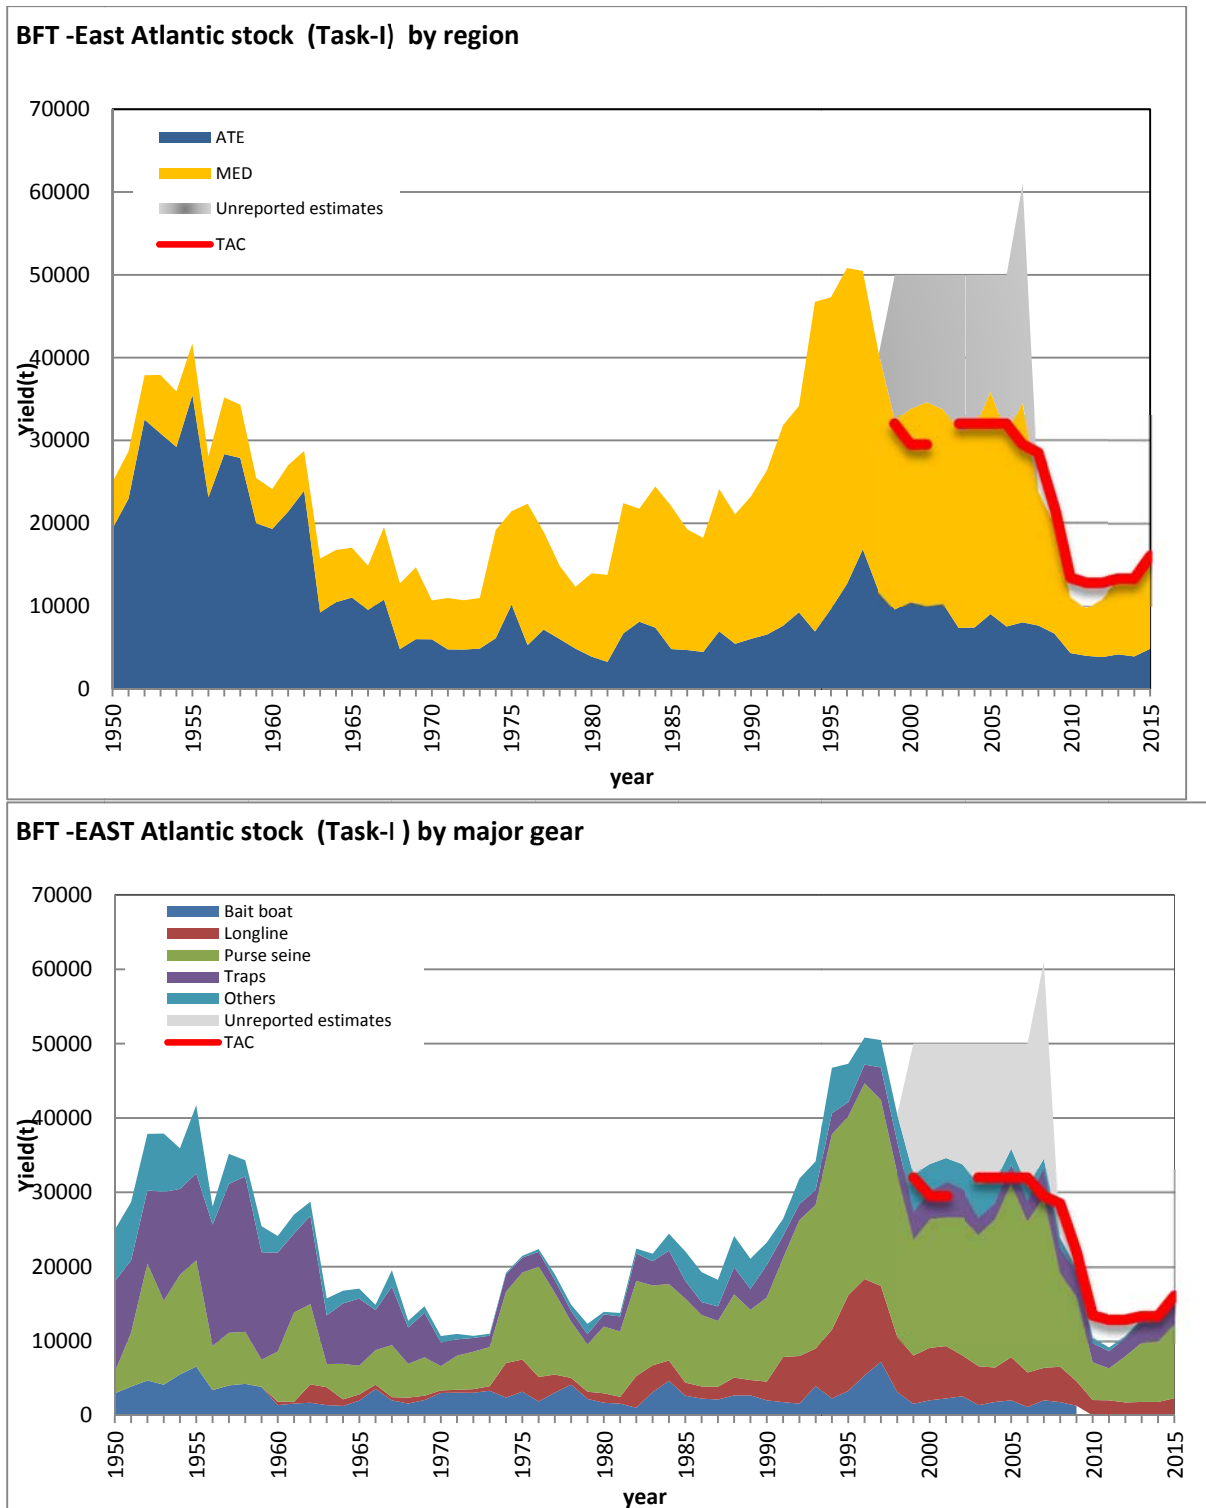 BFT -East Atlantic stock (Task-I) by region
70000
60000
50000
40000
30000
20000
10000
0
Yield(t)
ATE
MED
Unreported estimates
TAC
1950
1955
1960
1965
1970
1975
1980
1985
1990
1995
2000
2005
2010
2015
year
BFT -EAST Atlantic stock (Task-I ) by major gear
70000
60000
50000
40000
30000
20000
10000
0
Yield(t)
Bait boat
Longline
Purse seine
Traps
Others
Unreported estimates
TAC
1950
1955
1960
1965
1970
1975
1980
1985
1990
1995
2000
2005
2010
2015
year